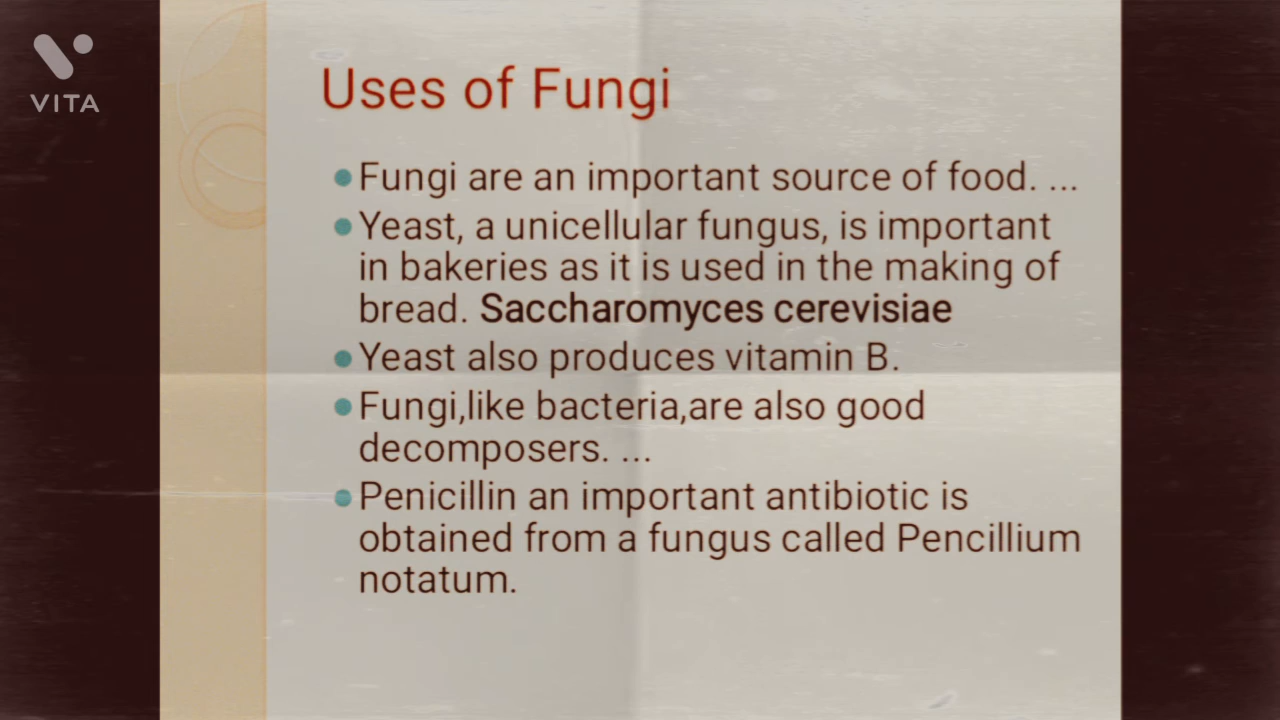 VITA
Uses of Fungi
Fungi are an important source of food. ...
Yeast, a unicellular fungus, is important
in bakeries as it is used in the making of
bread. Saccharomyces cerevisiae
Yeast also produces vitamin B.
Fungi,like bacteria,are also good
decomposers. ...
Penicillin an important antibiotic is
obtained from a fungus called Pencillium
notatum.